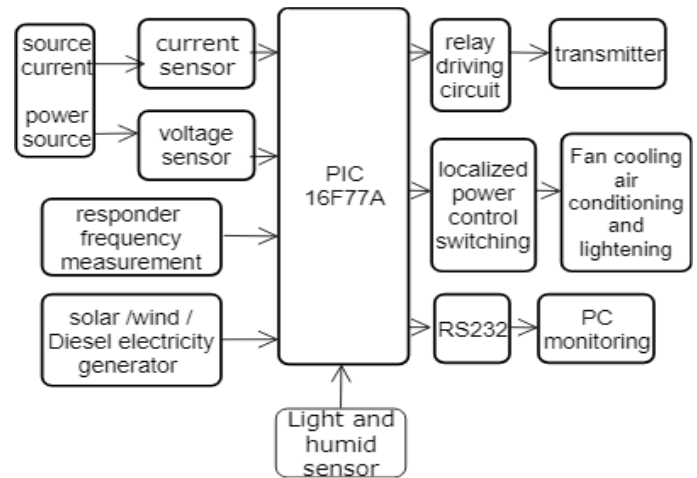 source
current
power
source
current
sensor
voltage
sensor
responder
frequency
measurement
solar /wind /
Diesel electricity
generator
PIC
16F77A
Light and
humid
sensor
relay
driving
circuit
transmitter
localized
power
control
switching
Fan cooling
air
conditioning
and
lightening
RS232
PC
monitoring